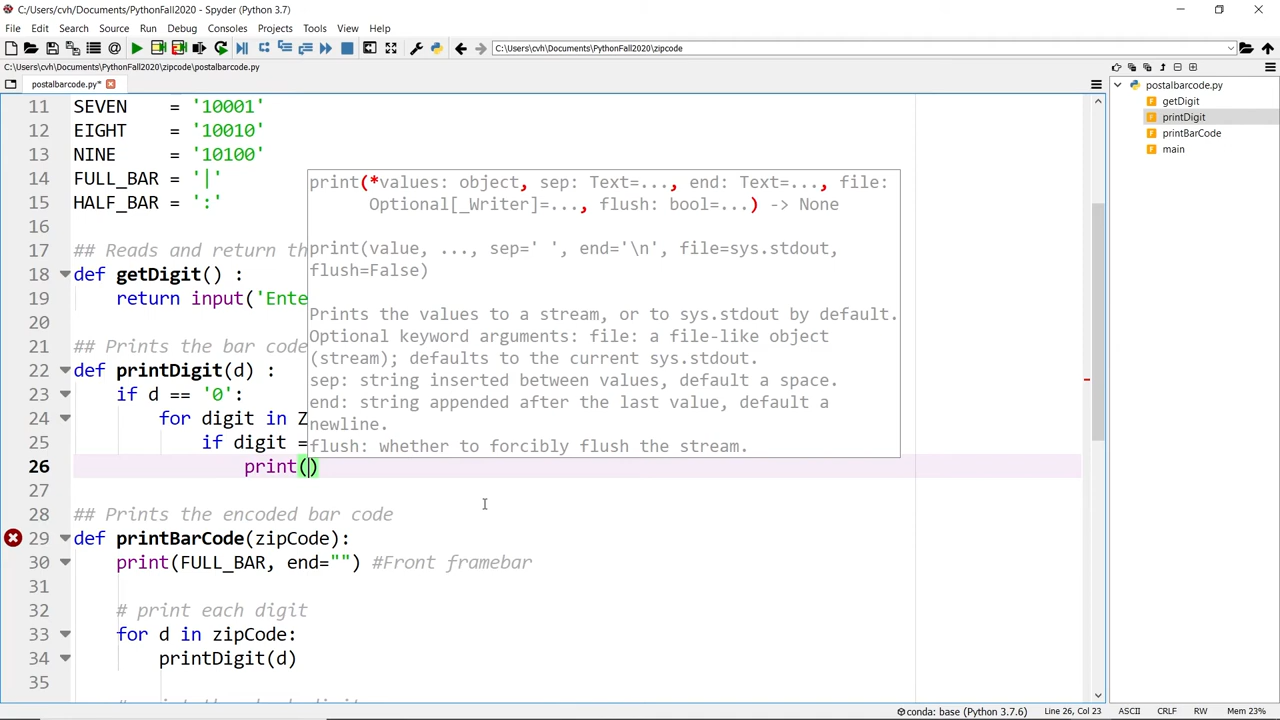 C:/Users/cvh/Documents/PythonFall2020 - Spyder (Python 3.7)
File Edit Search Source Run Debug Consoles Projects Tools View Help
C:\Users\cvh\Documents\PythonFall2020\zipcode
C:\Users\cvh\Documents\PythonFall2020\zipcode\postalbarcode.py
postalbarcode.py*
11 SEVEN = '10001'
12 EIGHT = '10010'
13 NINE = '10100'
14 FULL_BAR = '|'
15 HALF_BAR = ':'
16
17 ## Reads and return th
18 def getDigit() :
19 return input('Ente
20
21 ## Prints the bar code
22 def printDigit(d) :
23 if d == '0':
24 for digit in Z
25 if digit =
26 print()
27
28 ## Prints the encoded bar code
29 def printBarCode(zipCode):
30 print(FULL_BAR, end="") #Front framebar
31
32 # print each digit
33 for d in zipCode:
34 printDigit(d)
35
print(*values: object, sep: Text=..., end: Text=..., file:
Optional[_Writer]=..., flush: bool=...) -> None
print(value, ..., sep=' ', end='\n', file=sys.stdout,
flush=False)
Prints the values to a stream, or to sys.stdout by default.
Optional keyword arguments: file: a file-like object
(stream); defaults to the current sys.stdout.
sep: string inserted between values, default a space.
end: string appended after the last value, default a
newline.
flush: whether to forcibly flush the stream.
postalbarcode.py
getDigit
printDigit
printBarCode
main
conda: base (Python 3.7.6) Line 26, Col 23 ASCII CRLF RW Mem 23%